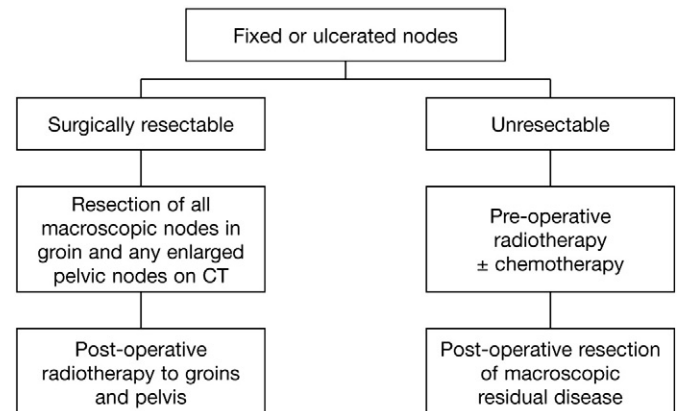 Fixed or ulcerated nodes
Surgically resectable
Unresectable
Resection of all
macroscopic nodes in
groin and any enlarged
pelvic nodes on CT
Pre-operative
radiotherapy
± chemotherapy
Post-operative
radiotherapy to groins
and pelvis
Post-operative resection
of macroscopic
residual disease